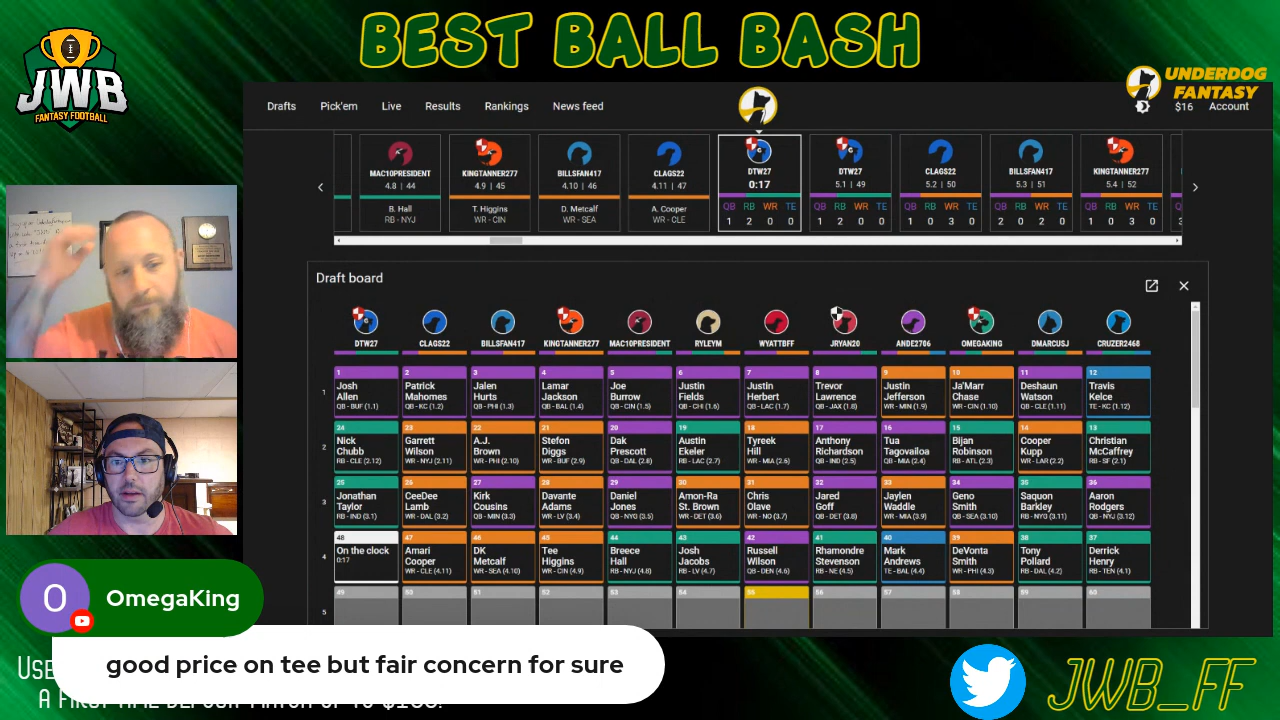 BEST BALL BASH
JWB
FANTASY FOOTBALL
UNDERDOG
FANTASY
Drafts Pick'em Live Results Rankings News feed $16 Account
MAC10PRESIDENT KINGTANNER277 BILLSFAN417 CLAGS22 DTW27 DTW27 CLAGS22 BILLSFAN417 KINGTANNER277
4.8 | 44 4.9 | 45 4.10 | 46 4.11 | 47 0:17 5.1 | 49 5.2 | 50 5.3 | 51 5.4 | 52
B. Hall T. Higgins D. Metcalf A. Cooper QB RB WR TE QB RB WR TE QB RB WR TE QB RB WR TE QB RB WR TE
RB - NYJ WR - CIN WR - SEA WR - CLE 1 2 0 0 1 2 0 0 1 0 3 0 2 0 2 0 1 0 3 0
Draft board
DTW27 CLAGS22 BILLSFAN417 KINGTANNER277 MAC10PRESIDENT RYLEYM WYATTBFF JRYAN20 ANDE2706 OMEGAKING DMARCUSJ CRUZER2468
1 2 3 4 5 6 7 8 9 10 11 12
1
Josh Patrick Jalen Lamar Joe Justin Justin Trevor Justin Ja'Marr Deshaun Travis
Allen Mahomes Hurts Jackson Burrow Fields Herbert Lawrence Jefferson Chase Watson Kelce
QB - BUF (1.1) QB - KC (1.2) QB - PHI (1.3) QB - BAL (1.4) QB - CIN (1.5) QB - CHI (1.6) QB - LAC (1.7) QB - JAX (1.8) WR - MIN (1.9) WR - CIN (1.10) QB - CLE (1.11) TE - KC (1.12)
24 23 22 21 20 19 18 17 16 15 14 13
2
Nick Garrett A.J. Stefon Dak Austin Tyreek Anthony Tua Bijan Cooper Christian
Chubb Wilson Brown Diggs Prescott Ekeler Hill Richardson Tagovailoa Robinson Kupp McCaffrey
RB - CLE (2.12) WR - NYJ (2.11) WR - PHI (2.10) WR - BUF (2.9) QB - DAL (2.8) RB - LAC (2.7) WR - MIA (2.6) QB - IND (2.5) QB - MIA (2.4) RB - ATL (2.3) WR - LAR (2.2) RB - SF (2.1)
25 26 27 28 29 30 31 32 33 34 35 36
3
Jonathan CeeDee Kirk Davante Daniel Amon-Ra Chris Jared Jaylen Geno Saquon Aaron
Taylor Lamb Cousins Adams Jones St. Brown Olave Goff Waddle Smith Barkley Rodgers
RB - IND (3.1) WR - DAL (3.2) QB - MIN (3.3) WR - LV (3.4) QB - NYG (3.5) WR - DET (3.6) WR - NO (3.7) QB - DET (3.8) WR - MIA (3.9) QB - SEA (3.10) RB - NYG (3.11) QB - NYJ (3.12)
48 47 46 45 44 43 42 41 40 39 38 37
4
On the clock Amari DK Tee Breece Josh Russell Rhamondre Mark DeVonta Tony Derrick
0:17 Cooper Metcalf Higgins Hall Jacobs Wilson Stevenson Andrews Smith Pollard Henry
WR - CLE (4.11) WR - SEA (4.10) WR - CIN (4.9) RB - NYJ (4.8) RB - LV (4.7) QB - DEN (4.6) RB - NE (4.5) TE - BAL (4.4) WR - PHI (4.3) RB - DAL (4.2) RB - TEN (4.1)
49 50 51 52 53 54 55 56 57 58 59 60
5
O OmegaKing
good price on tee but fair concern for sure
JWB_FF